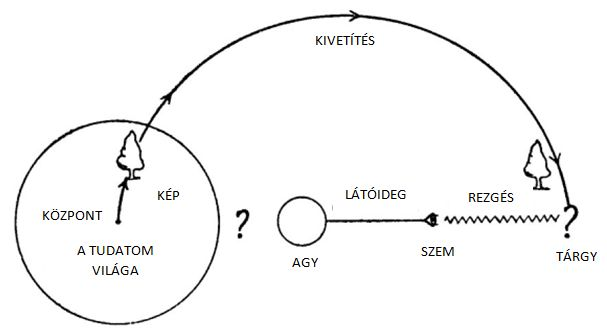 KIVETÍTÉS
KÉP
KÖZPONT
A TUDATOM
VILÁGA
?
AGY
LÁTÓIDEG
SZEM
REZGÉS
?
TÁRGY